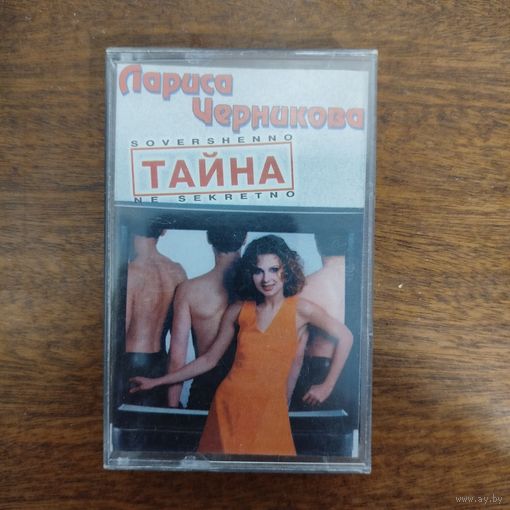 Лариса
Черникова
SOVERSHENNO
ТАЙНА
NE SEKRETNO
www.ay.by